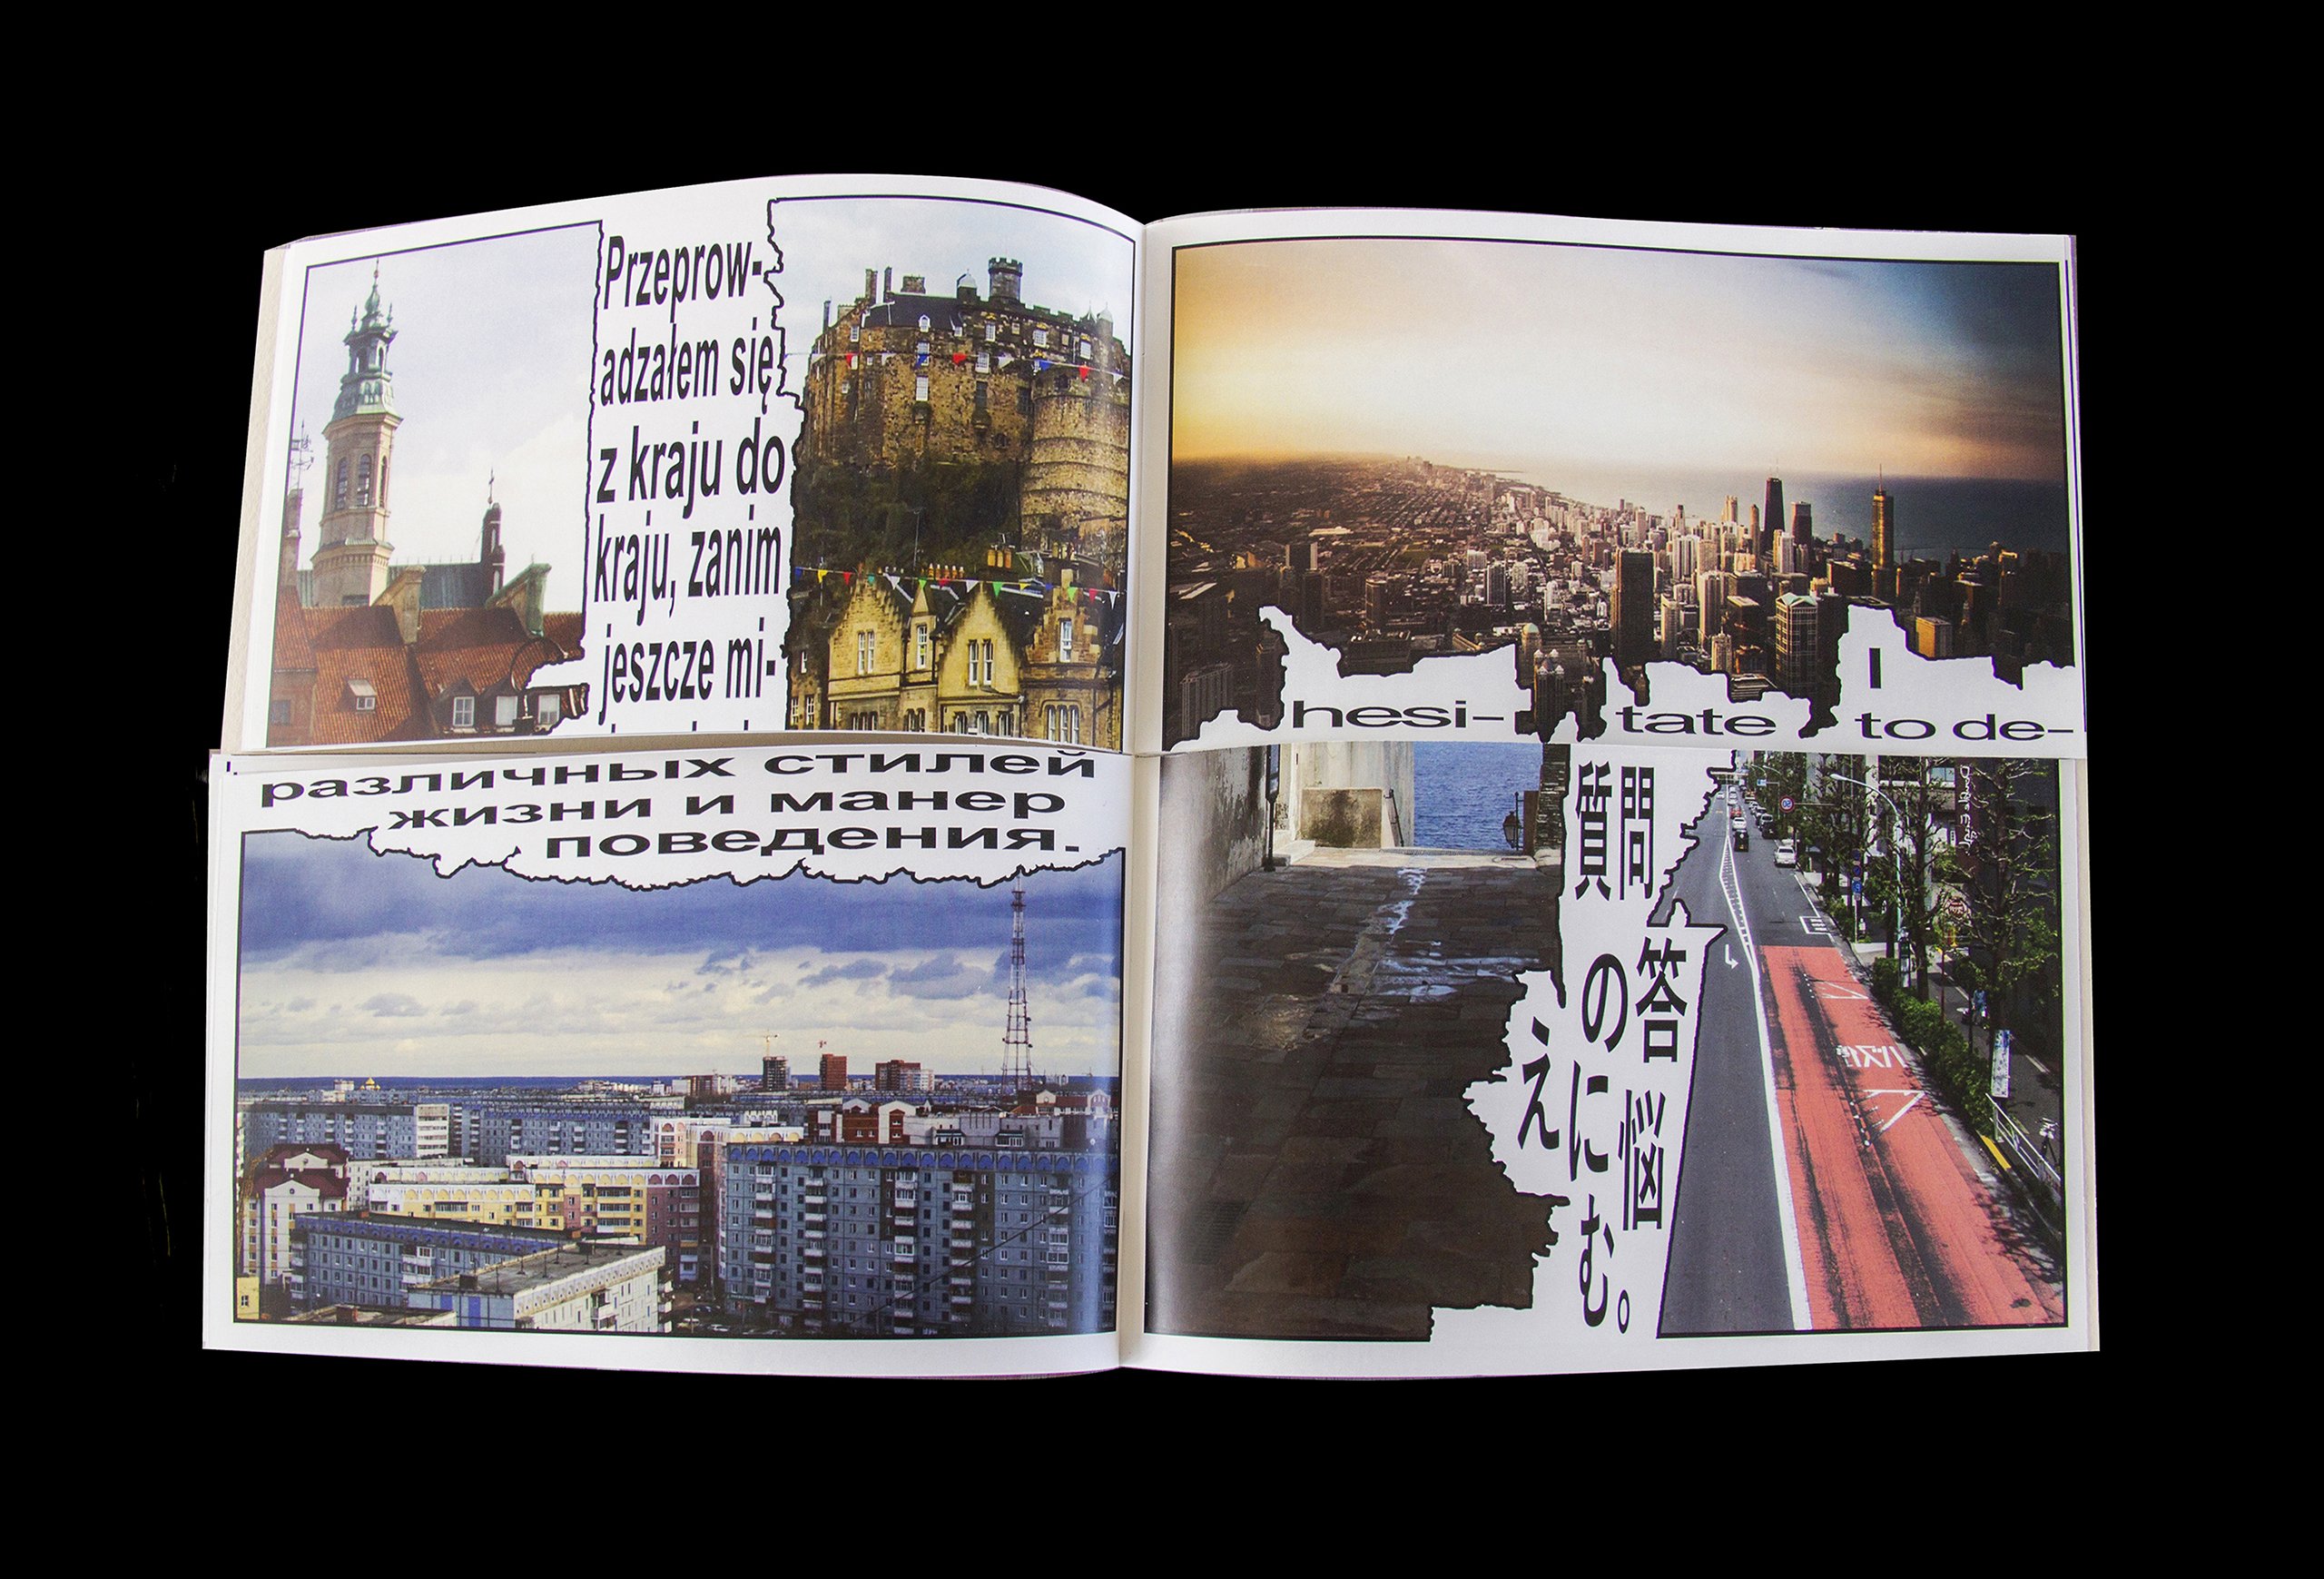 Przeprow-
adzałem się
z kraju do
kraju, zanim
jeszcze mi-
I
hesi- tate to de-
различных стилей
жизни и манер
поведения.
質問
の答
えに悩
む。